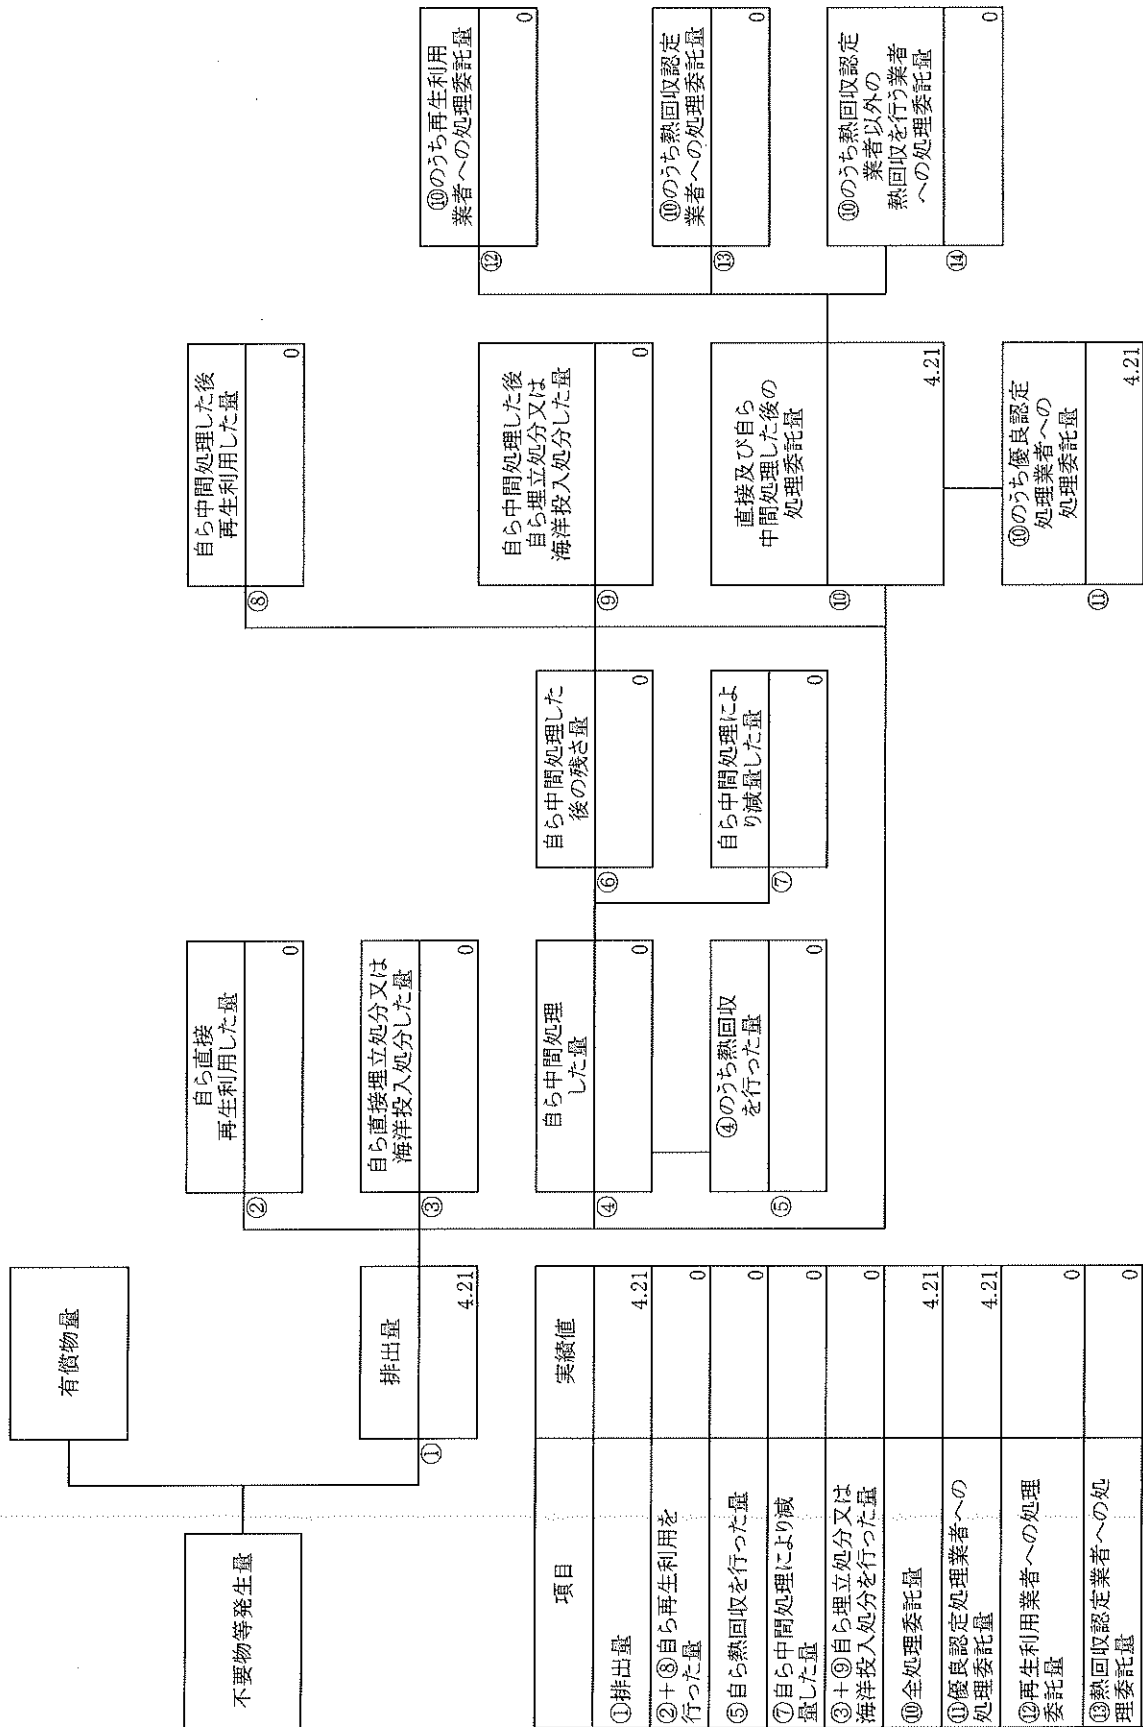 不要物等発生量
有償物量
①
排出量
4.21
②
自ら直接
再生利用した量
0
③
自ら直接埋立処分又は
海洋投入処分した量
0
④
自ら中間処理
した量
0
⑤
④のうち熱回収
を行った量
0
⑥
自ら中間処理した
後の残さ量
0
⑦
自ら中間処理によ
り減量した量
0
⑧
自ら中間処理した後
再生利用した量
0
⑨
自ら中間処理した後
自ら埋立処分又は
海洋投入処分した量
0
⑩
直接及び自ら
中間処理した後の
処理委託量
4.21
⑪
⑩のうち優良認定
処理業者への
処理委託量
4.21
⑫
⑩のうち再生利用
業者への処理委託量
0
⑬
⑩のうち熱回収認定
業者への処理委託量
0
⑭
⑩のうち熱回収認定
業者以外の
熱回収を行う業者
への処理委託量
0
項目 実績値
①排出量 4.21
②+⑧自ら再生利用を
行った量 0
⑤自ら熱回収を行った量 0
⑦自ら中間処理により減
量した量 0
③+⑨自ら埋立処分又は
海洋投入処分を行った量 0
⑩全処理委託量 4.21
⑪優良認定処理業者への
処理委託量 4.21
⑫再生利用業者への処理
委託量 0
⑬熱回収認定業者への処
理委託量 0